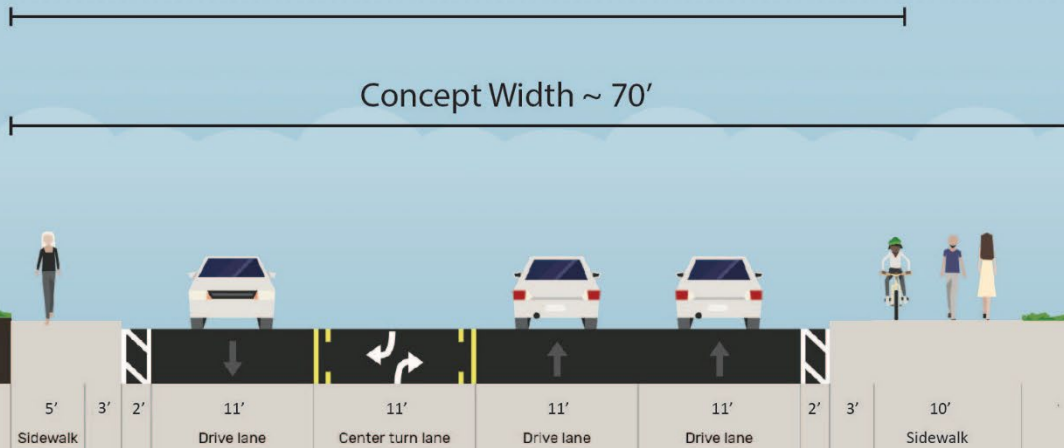 Concept Width ~ 70'
5' 3' 2' 11' 11' 11' 11' 2' 3' 10'
Sidewalk Drive lane Center turn lane Drive lane Drive lane Sidewalk